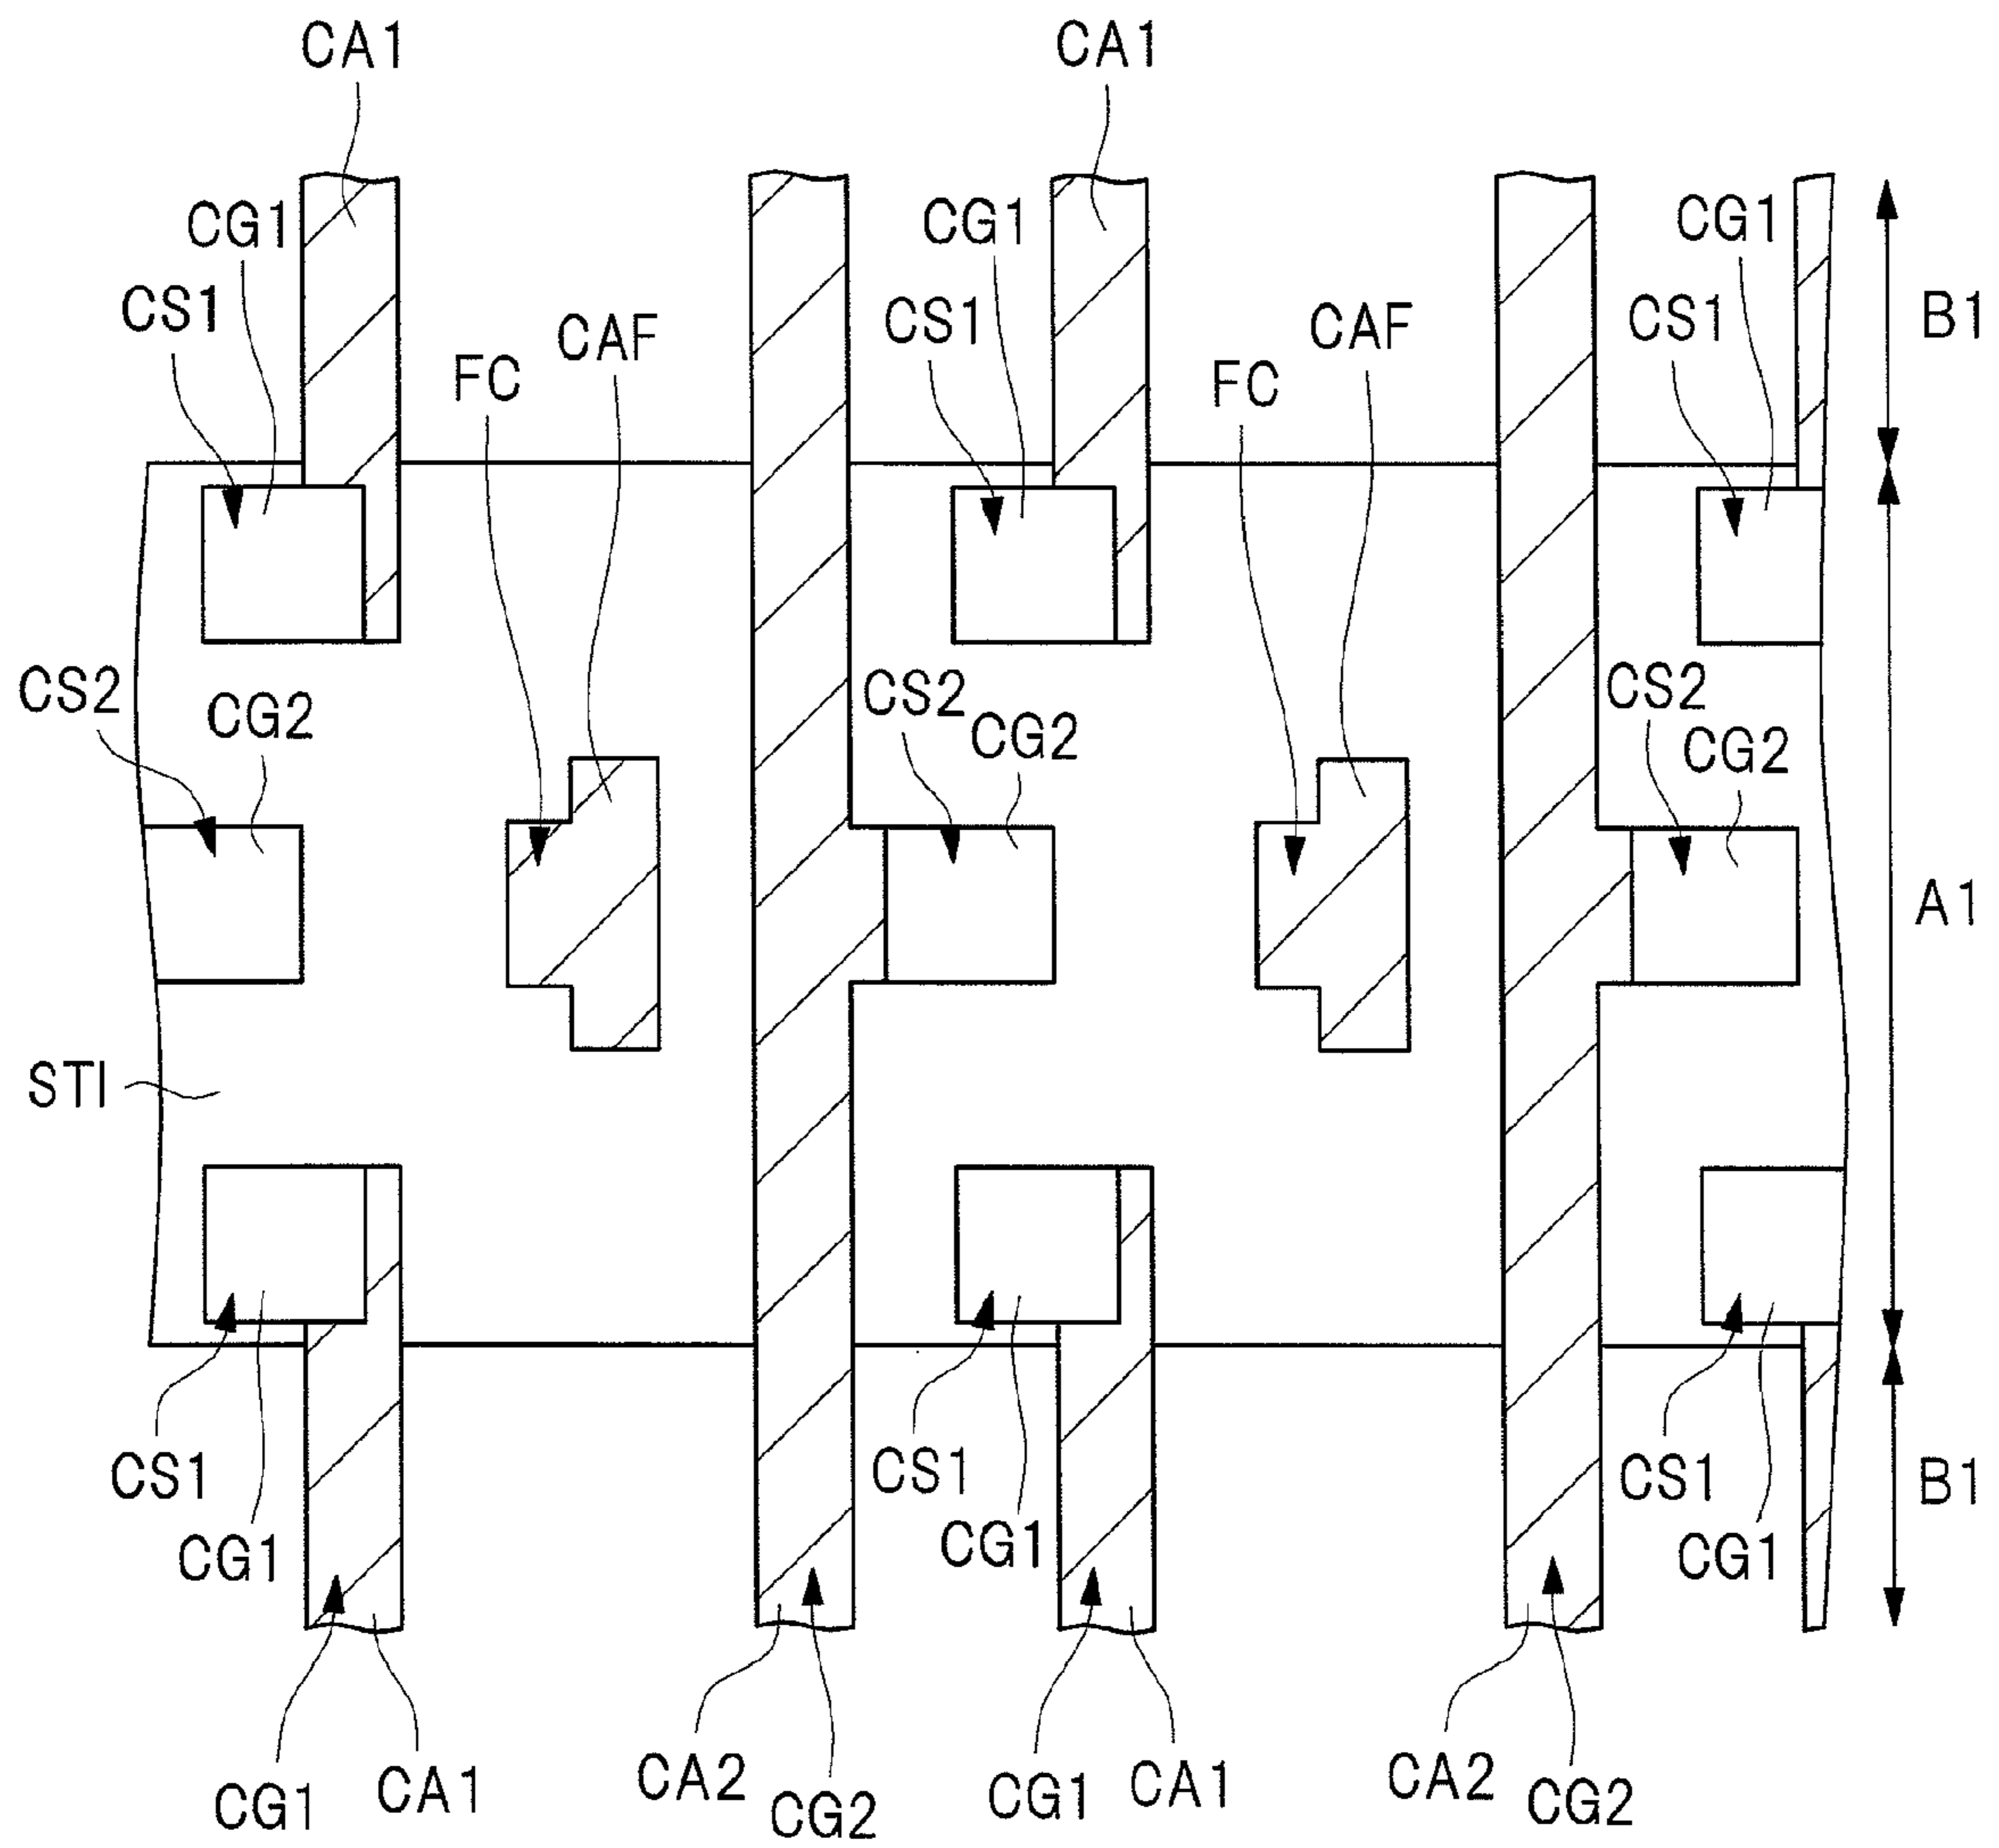 CA1 CA1
CG1 CG1 CG1
CS1 CS1 CS1 B1
FC CAF FC CAF
CS2 CG2 CS2 CG2 CS2 CG2
A1
STI
CS1 CS1 CS1 B1
CG1 CG1 CG1
CG1 CA1 CA2 CG2 CG1 CA1 CA2 CG2